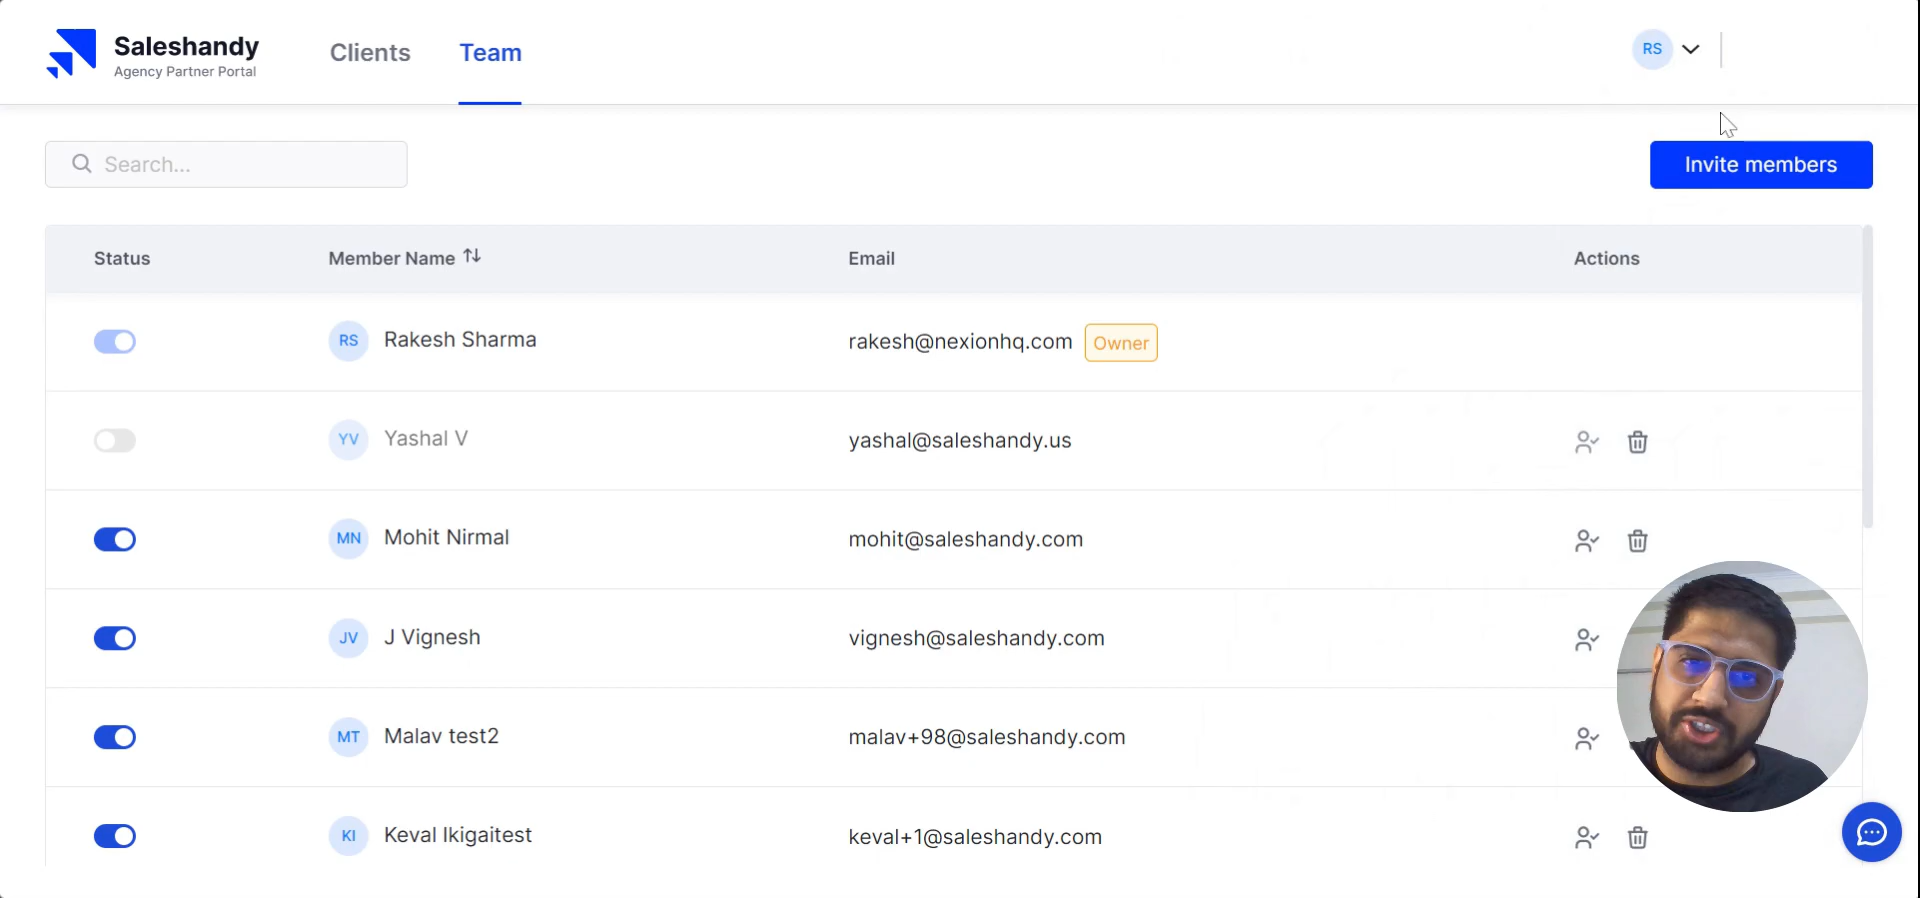 Saleshandy
Agency Partner Portal
Clients
Team
RS
Search...
Invite members
Status
Member Name
Email
Actions
RS
Rakesh Sharma
rakesh@nexionhq.com
Owner
YV
Yashal V
yashal@saleshandy.us
MN
Mohit Nirmal
mohit@saleshandy.com
JV
J Vignesh
vignesh@saleshandy.com
MT
Malav test2
malav+98@saleshandy.com
KI
Keval Ikigaitest
keval+1@saleshandy.com